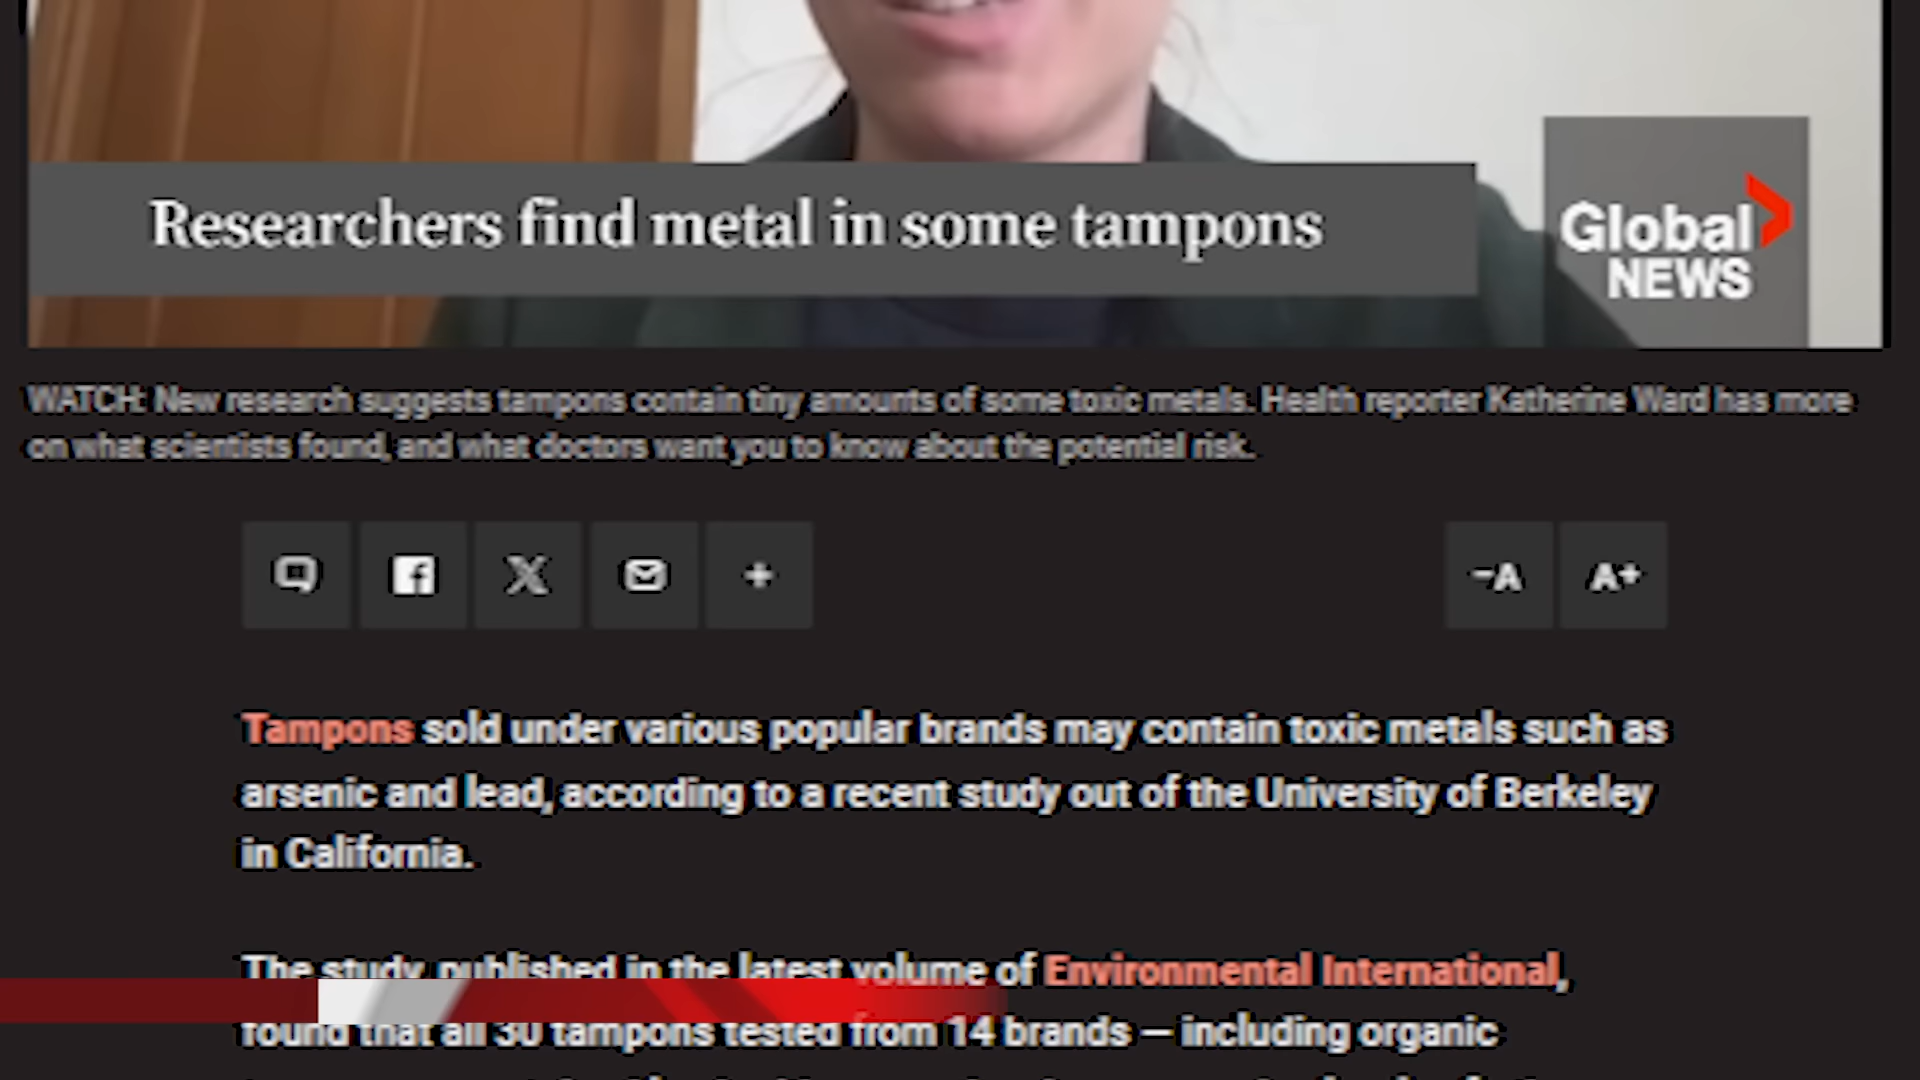 Researchers find metal in some tampons
Global
NEWS
WATCH: New research suggests tampons contain tiny amounts of some toxic metals. Health reporter Katherine Ward has more
on what scientists found, and what doctors want you to know about the potential risk.
-A A+
Tampons sold under various popular brands may contain toxic metals such as
arsenic and lead, according to a recent study out of the University of Berkeley
in California.
The study, published in the latest volume of Environmental International,
found that all 30 tampons tested from 14 brands — including organic